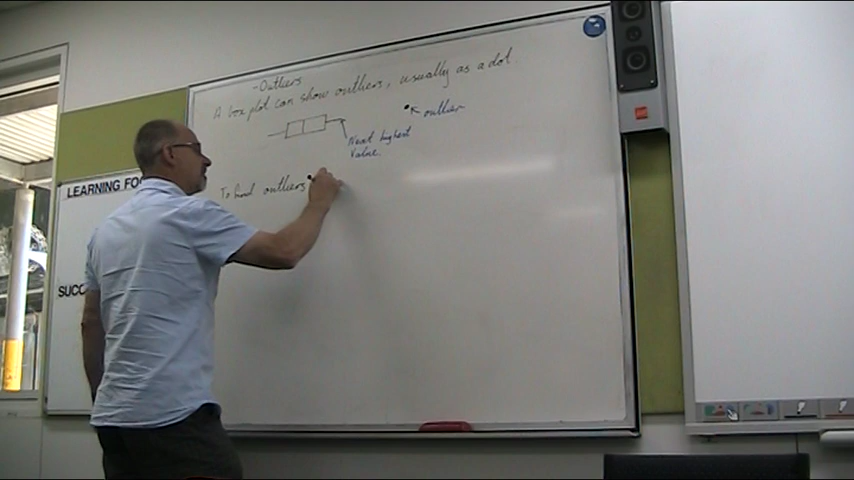 - Outliers
A box plot can show outliers, usually as a dot.
outlier
Next highest
value.
To find outliers
LEARNING FO
SUCC